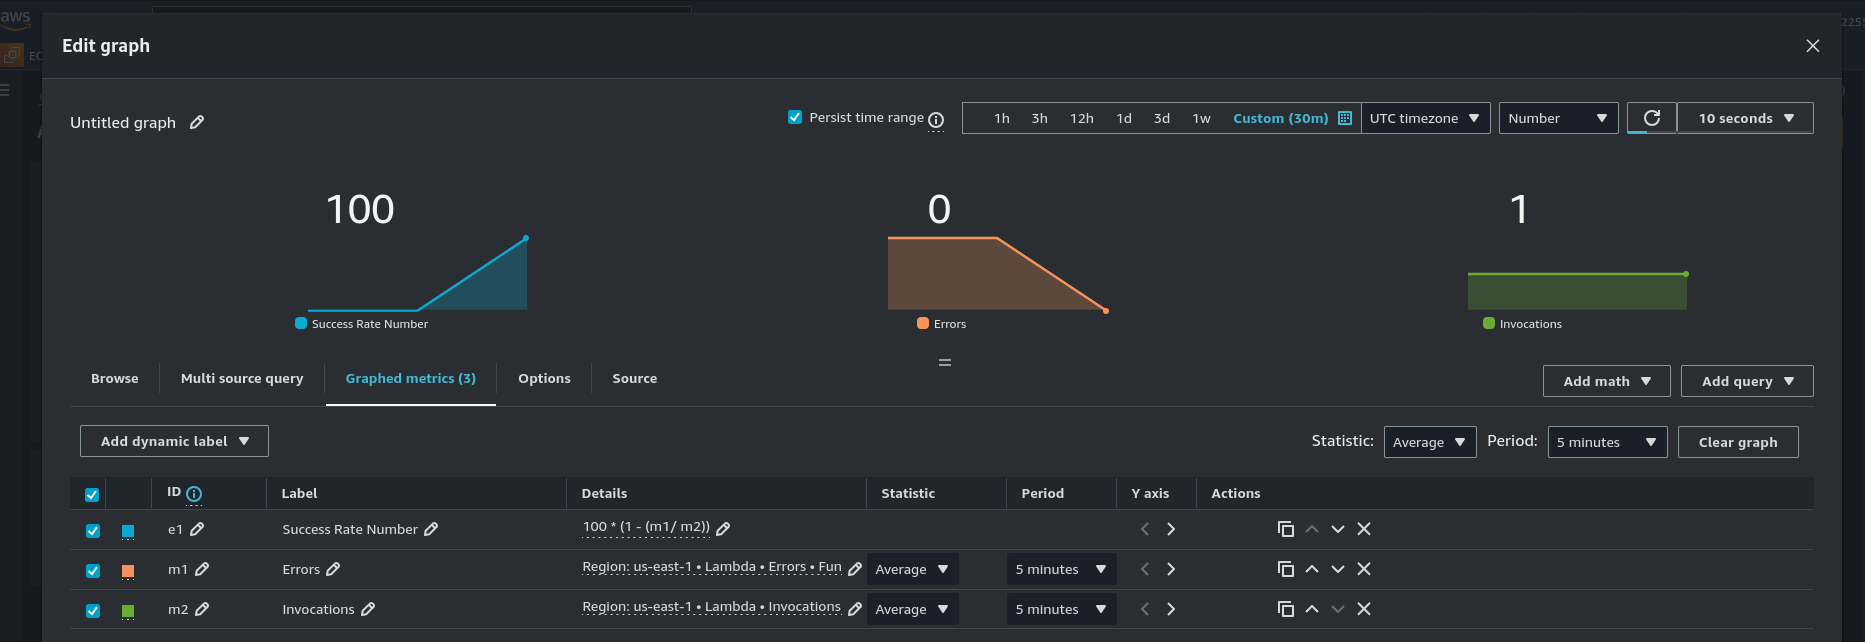 aws
2255
Edit graph
EC
Untitled graph
Persist time range
1h 3h 12h 1d 3d 1w Custom (30m) UTC timezone Number 10 seconds
100 0 1
Success Rate Number Errors Invocations
Browse Multi source query Graphed metrics (3) Options Source Add math Add query
Add dynamic label Statistic: Average Period: 5 minutes Clear graph
ID Label Details Statistic Period Y axis Actions
e1 Success Rate Number 100 * (1 - (m1/ m2))
m1 Errors Region: us-east-1 • Lambda • Errors • Fun Average 5 minutes
m2 Invocations Region: us-east-1 • Lambda • Invocations Average 5 minutes